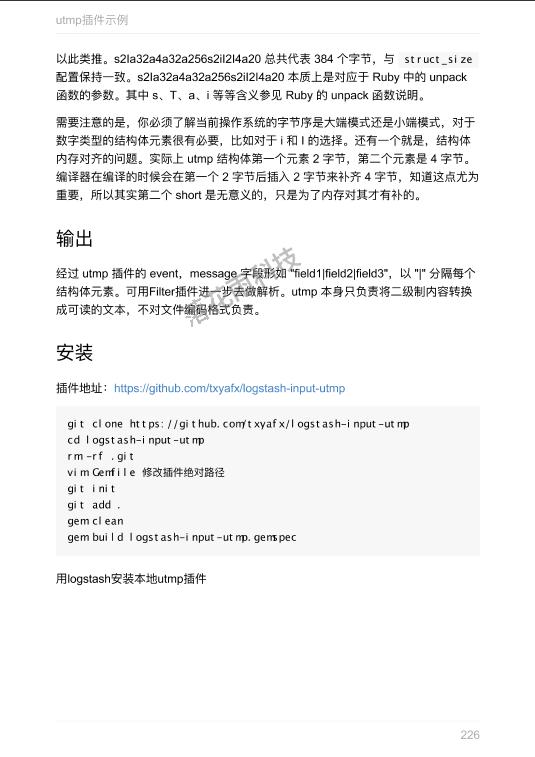 utmp插件示例
以此类推。s2Ia32a4a32a256s2iI2I4a20 总共代表 384 个字节，与 struct_size
配置保持一致。s2Ia32a4a32a256s2iI2I4a20 本质上是对应于 Ruby 中的 unpack
函数的参数。其中 s、T、a、i 等等含义参见 Ruby 的 unpack 函数说明。
需要注意的是，你必须了解当前操作系统的字节序是大端模式还是小端模式，对于
数字类型的结构体元素很有必要，比如对于 i 和 I 的选择。还有一个就是，结构体
内存对齐的问题。实际上 utmp 结构体第一个元素 2 字节，第二个元素是 4 字节。
编译器在编译的时候会在第一个 2 字节后插入 2 字节来补齐 4 字节，知道这点尤为
重要，所以其实第二个 short 是无意义的，只是为了内存对其才有补的。
输出
经过 utmp 插件的 event，message 字段形如 "field1|field2|field3"，以 "|" 分隔每个
结构体元素。可用Filter插件进一步去做解析。utmp 本身只负责将二级制内容转换
成可读的文本，不对文件编码格式负责。
落花雨科技
安装
插件地址：https://github.com/txyafx/logstash-input-utmp
git clone https://github.com/txyafx/logstash-input-utmp
cd logstash-input-utmp
rm -rf .git
vim Gemfile 修改插件绝对路径
git init
git add .
gem clean
gem build logstash-input-utmp.gemspec
用logstash安装本地utmp插件
226